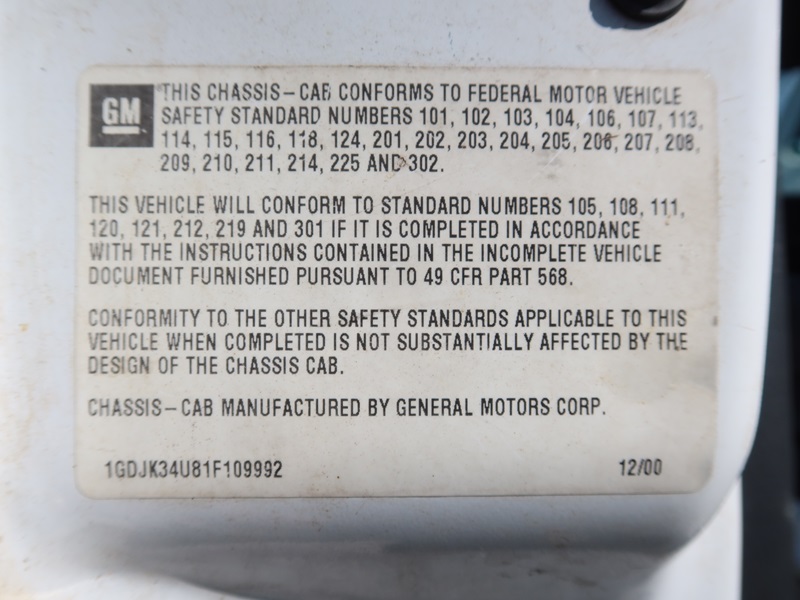 GM
THIS CHASSIS-CAB CONFORMS TO FEDERAL MOTOR VEHICLE
SAFETY STANDARD NUMBERS 101, 102, 103, 104, 106, 107, 113,
114, 115, 116, 118, 124, 201, 202, 203, 204, 205, 206, 207, 208,
209, 210, 211, 214, 225 AND 302.
THIS VEHICLE WILL CONFORM TO STANDARD NUMBERS 105, 108, 111,
120, 121, 212, 219 AND 301 IF IT IS COMPLETED IN ACCORDANCE
WITH THE INSTRUCTIONS CONTAINED IN THE INCOMPLETE VEHICLE
DOCUMENT FURNISHED PURSUANT TO 49 CFR PART 568.
CONFORMITY TO THE OTHER SAFETY STANDARDS APPLICABLE TO THIS
VEHICLE WHEN COMPLETED IS NOT SUBSTANTIALLY AFFECTED BY THE
DESIGN OF THE CHASSIS CAB.
CHASSIS-CAB MANUFACTURED BY GENERAL MOTORS CORP.
1GDJK34U81F109992 12/00